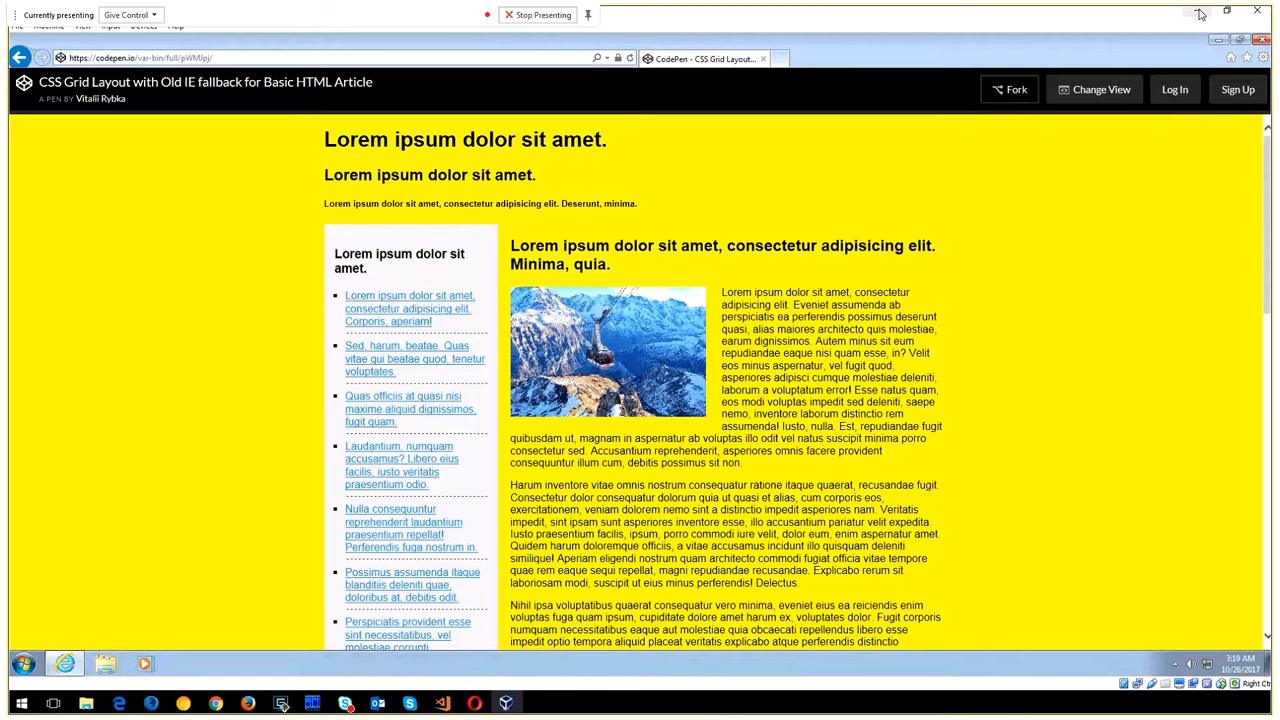 Currently presenting
Give Control
Stop Presenting
Machine View Input Devices Help
https://codepen.io/var-bin/full/pWMJpj/
CodePen - CSS Grid Layout...
CSS Grid Layout with Old IE fallback for Basic HTML Article
A PEN BY Vitalii Rybka
Fork
Change View
Log In
Sign Up
Lorem ipsum dolor sit amet.
Lorem ipsum dolor sit amet.
Lorem ipsum dolor sit amet, consectetur adipisicing elit. Deserunt, minima.
Lorem ipsum dolor sit
amet.
Lorem ipsum dolor sit amet,
consectetur adipisicing elit.
Corporis, aperiam!
Sed, harum, beatae. Quas
vitae qui beatae quod, tenetur
voluptates.
Quas officiis at quasi nisi
maxime aliquid dignissimos,
fugit quam.
Laudantium, numquam
accusamus? Libero eius
facilis, iusto veritatis
praesentium odio.
Nulla consequuntur
reprehenderit laudantium
praesentium repellat!
Perferendis fuga nostrum in.
Possimus assumenda itaque
blanditiis deleniti quae,
doloribus at, debitis odit.
Perspiciatis provident esse
sint necessitatibus, vel
molestiae corrupti
Lorem ipsum dolor sit amet, consectetur adipisicing elit.
Minima, quia.
Lorem ipsum dolor sit amet, consectetur
adipisicing elit. Eveniet assumenda ab
perspiciatis ea perferendis possimus deserunt
quasi, alias maiores architecto quis molestiae,
earum dignissimos. Autem minus sit eum
repudiandae eaque nisi quam esse, in? Velit
eos minus aspernatur, vel fugit quod,
asperiores adipisci cumque molestiae deleniti,
laborum a voluptatum error! Esse natus quam,
eos modi voluptas impedit sed deleniti, saepe
nemo, inventore laborum distinctio rem
assumenda! Iusto, nulla. Est, repudiandae fugit
quibusdam ut, magnam in aspernatur ab voluptas illo odit vel natus suscipit minima porro
consectetur sed. Accusantium reprehenderit, asperiores omnis facere provident
consequuntur illum cum, debitis possimus sit non.
Harum inventore vitae omnis nostrum consequatur ratione itaque quaerat, recusandae fugit.
Consectetur dolor consequatur dolorum quia ut quasi et alias, cum corporis eos,
exercitationem, veniam dolorem nemo sint a distinctio impedit sed molestias. Veritatis
impedit, sint ipsam sunt asperiores inventore esse, illo accusantium pariatur velit expedita.
Iusto praesentium facilis, ipsum, porro commodi iure velit, dolor eum, enim aspernatur amet.
Quidem harum doloremque officiis, a vitae accusamus incidunt illo quisquam deleniti
similique! Aperiam eligendi nostrum quam architecto commodi fugiat officia vitae tempore
rem eaque sequi repellat, magni repudiandae recusandae. Explicabo rerum sit
laboriosam modi, suscipit ut eius minus perferendis! Delectus.
Nihil ipsa voluptatibus quaerat consequatur vero minima, eveniet eius ea reiciendis enim
voluptas fuga quam ipsum, cupiditate dolore amet harum ex, voluptates dolor. Fugit corporis
numquam necessitatibus eaque aut molestiae quia obcaecati repellendus libero esse
impedit optio tempora aliquid placeat veritatis explicabo atque perferendis distinctio
3:19 AM
10/26/2017
Right Ctrl